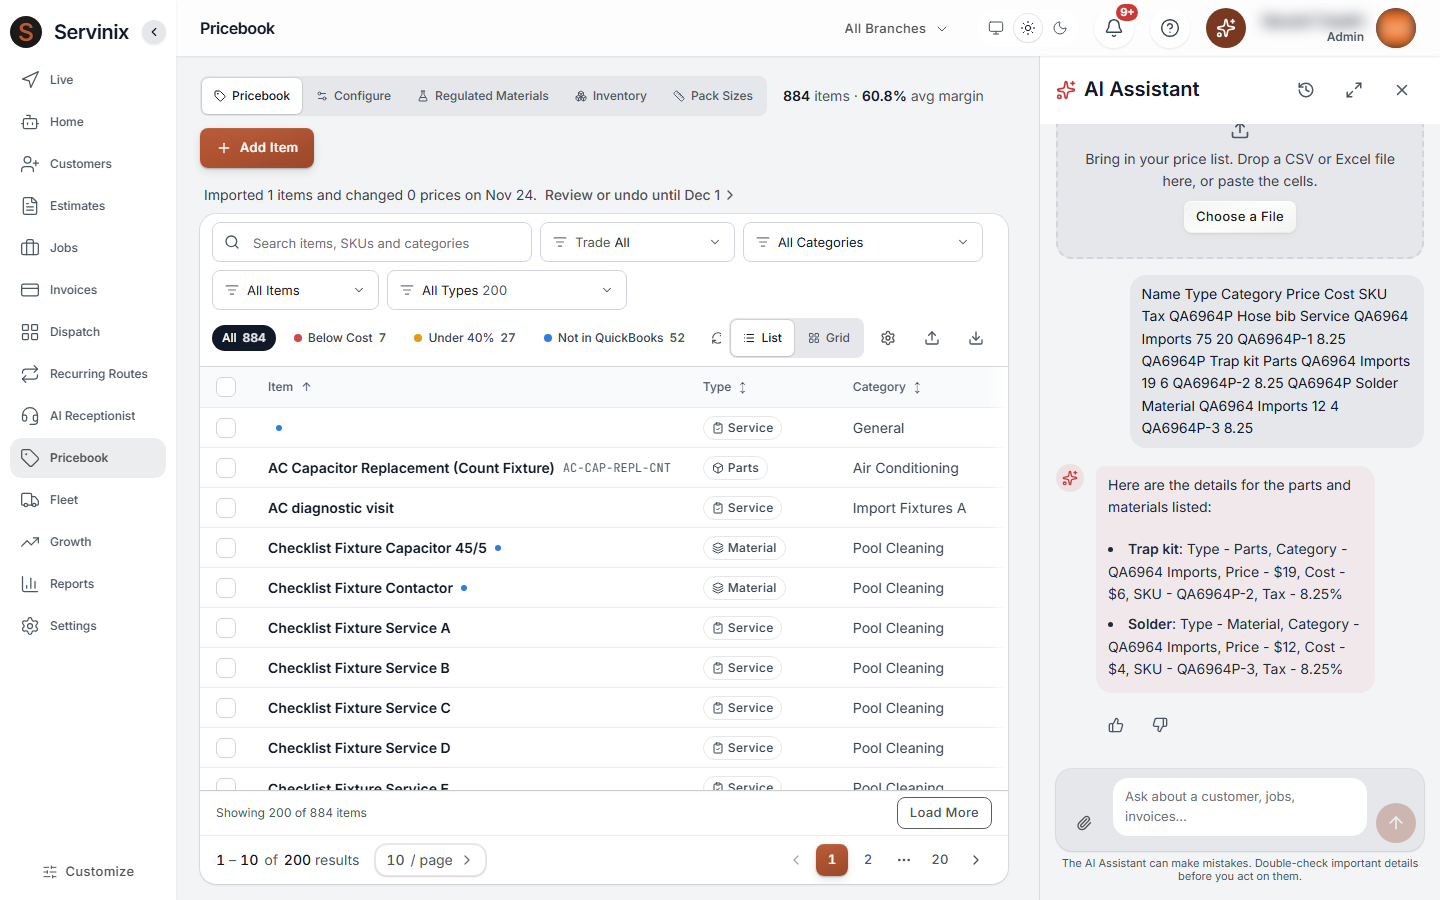 Servinix
Live
Home
Customers
Estimates
Jobs
Invoices
Dispatch
Recurring Routes
AI Receptionist
Pricebook
Fleet
Growth
Reports
Settings
Customize
Pricebook
All Branches
9+
Admin
Pricebook
Configure
Regulated Materials
Inventory
Pack Sizes
884 items · 60.8% avg margin
Add Item
Imported 1 items and changed 0 prices on Nov 24. Review or undo until Dec 1
Search items, SKUs and categories
Trade All
All Categories
All Items
All Types 200
All 884
Below Cost 7
Under 40% 27
Not in QuickBooks 52
List
Grid
Item
Type
Category
Service
General
AC Capacitor Replacement (Count Fixture) AC-CAP-REPL-CNT
Parts
Air Conditioning
AC diagnostic visit
Service
Import Fixtures A
Checklist Fixture Capacitor 45/5
Material
Pool Cleaning
Checklist Fixture Contactor
Material
Pool Cleaning
Checklist Fixture Service A
Service
Pool Cleaning
Checklist Fixture Service B
Service
Pool Cleaning
Checklist Fixture Service C
Service
Pool Cleaning
Checklist Fixture Service D
Service
Pool Cleaning
Checklist Fixture Service E
Service
Pool Cleaning
Showing 200 of 884 items
Load More
1 – 10 of 200 results
10 / page
1
2
•••
20
AI Assistant
Bring in your price list. Drop a CSV or Excel file
here, or paste the cells.
Choose a File
Name Type Category Price Cost SKU
Tax QA6964P Hose bib Service QA6964
Imports 75 20 QA6964P-1 8.25
QA6964P Trap kit Parts QA6964 Imports
19 6 QA6964P-2 8.25 QA6964P Solder
Material QA6964 Imports 12 4
QA6964P-3 8.25
Here are the details for the parts and
materials listed:
• Trap kit: Type - Parts, Category -
QA6964 Imports, Price - $19, Cost -
$6, SKU - QA6964P-2, Tax - 8.25%
• Solder: Type - Material, Category -
QA6964 Imports, Price - $12, Cost -
$4, SKU - QA6964P-3, Tax - 8.25%
Ask about a customer, jobs,
invoices...
The AI Assistant can make mistakes. Double-check important details
before you act on them.